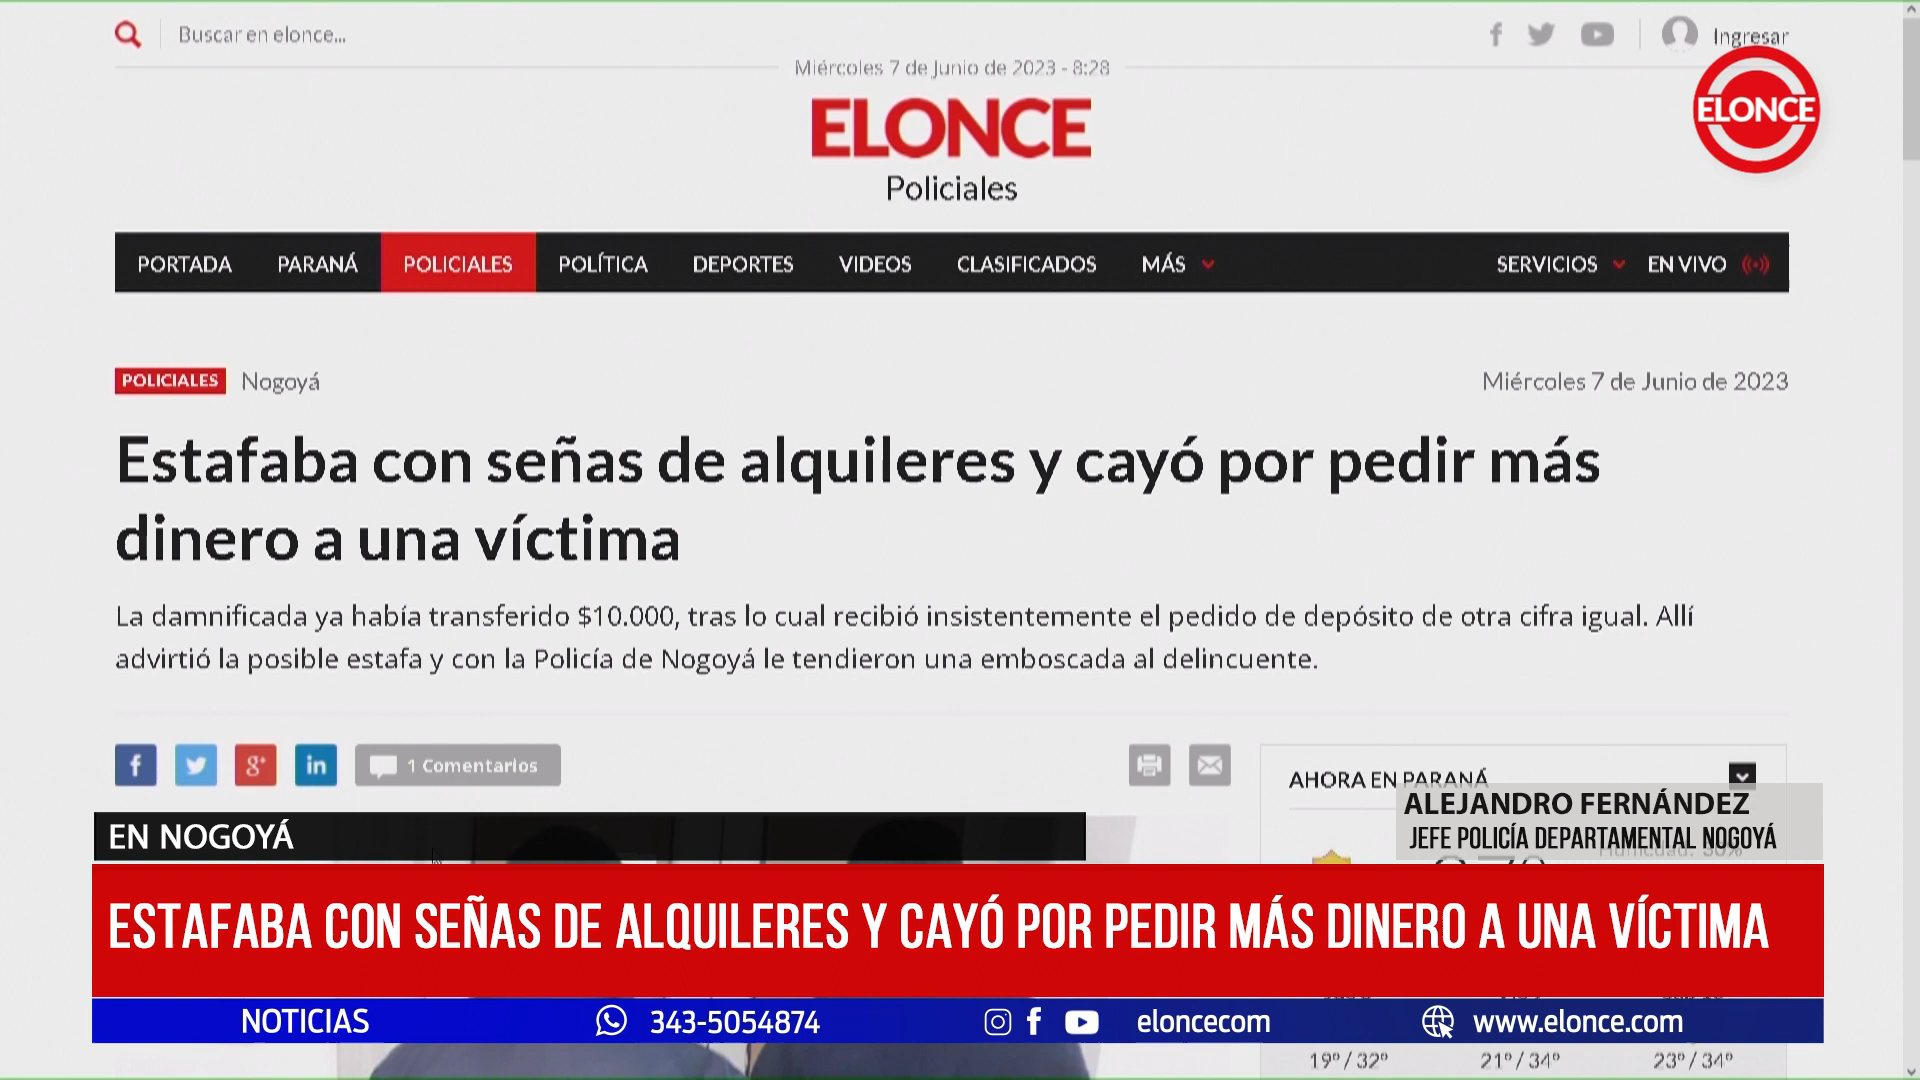 Buscar en elonce...
Ingresar
Miércoles 7 de Junio de 2023 - 8:28
ELONCE
ELONCE
Policiales
PORTADA PARANÁ POLICIALES POLÍTICA DEPORTES VIDEOS CLASIFICADOS MÁS SERVICIOS EN VIVO
POLICIALES Nogoyá Miércoles 7 de Junio de 2023
Estafaba con señas de alquileres y cayó por pedir más
dinero a una víctima
La damnificada ya había transferido $10.000, tras lo cual recibió insistentemente el pedido de depósito de otra cifra igual. Allí
advirtió la posible estafa y con la Policía de Nogoyá le tendieron una emboscada al delincuente.
1 Comentarios
AHORA EN PARANÁ
ALEJANDRO FERNÁNDEZ
JEFE POLICÍA DEPARTAMENTAL NOGOYÁ
EN NOGOYÁ
ESTAFABA CON SEÑAS DE ALQUILERES Y CAYÓ POR PEDIR MÁS DINERO A UNA VÍCTIMA
NOTICIAS 343-5054874 eloncecom www.elonce.com
19º / 32º 21º / 34º 23º / 34º